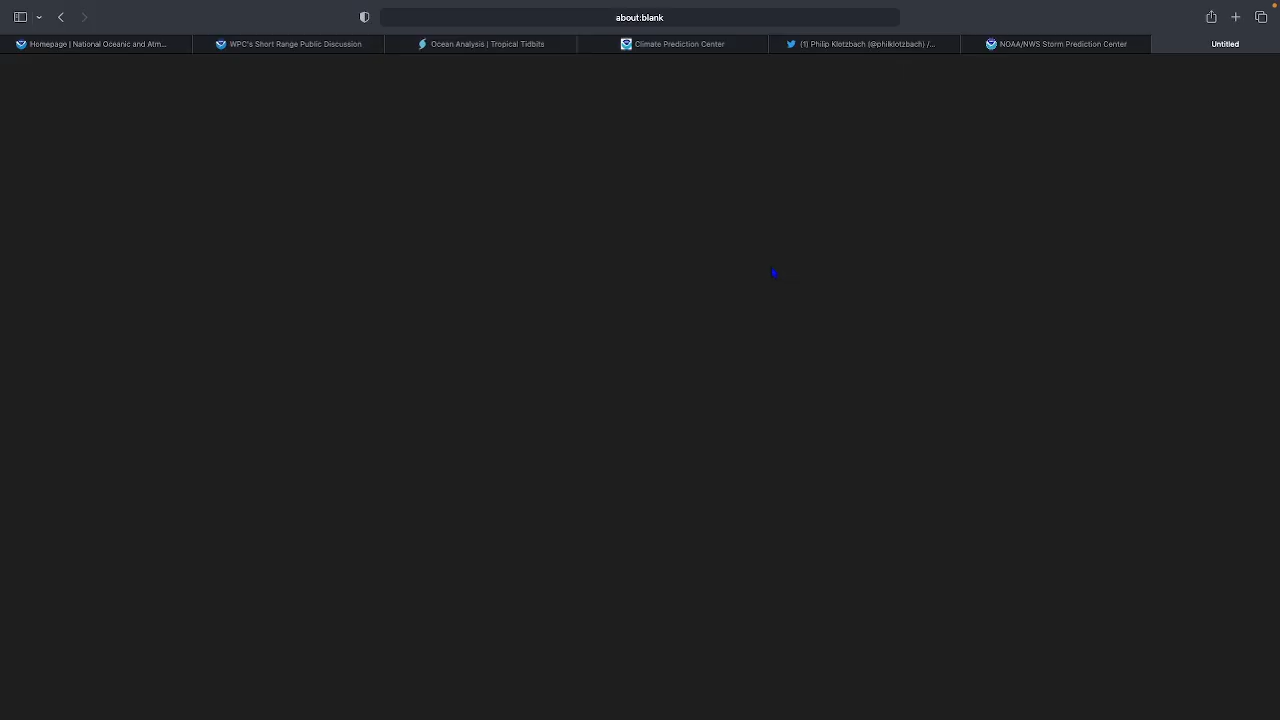 about:blank
Homepage | National Oceanic and Atm...
WPC's Short Range Public Discussion
Ocean Analysis | Tropical Tidbits
Climate Prediction Center
(1) Philip Klotzbach (@philklotzbach) /...
NOAA/NWS Storm Prediction Center
Untitled